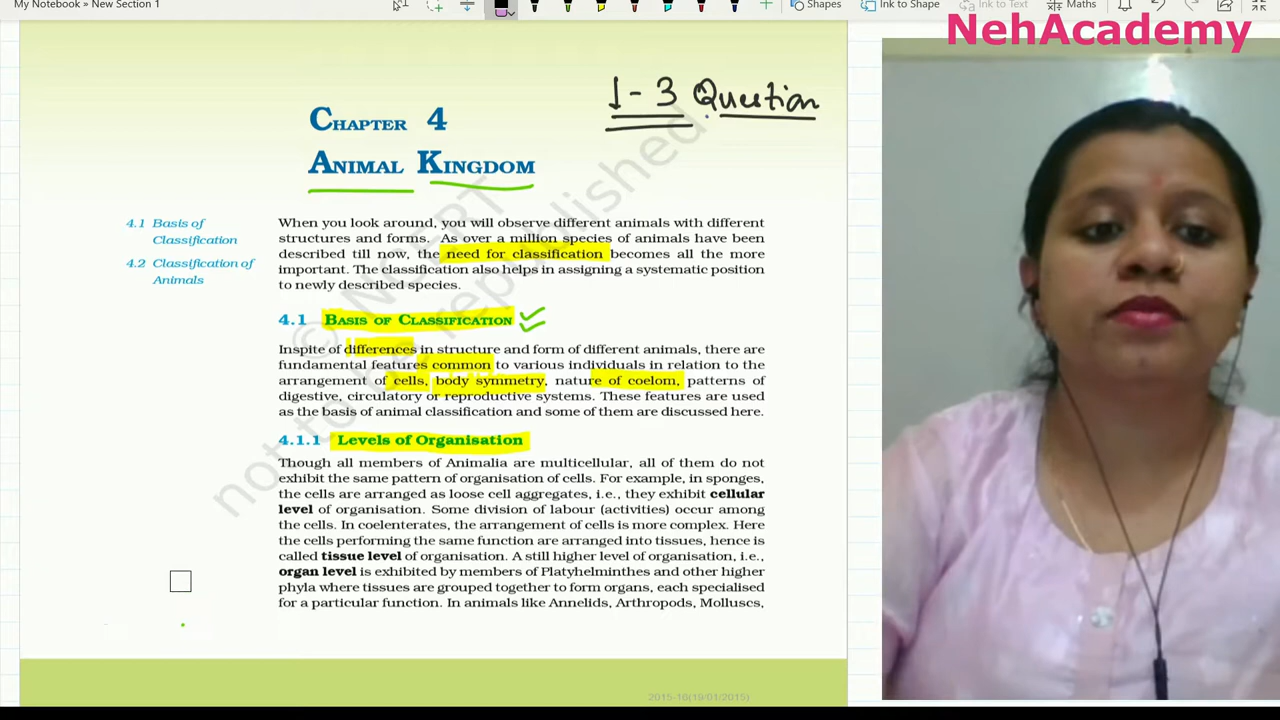 My Notebook » New Section 1
Shapes
Ink to Shape
Ink to Text
Maths
NehAcademy
1 - 3 Question
CHAPTER 4
ANIMAL KINGDOM
4.1 Basis of
Classification
4.2 Classification of
Animals
When you look around, you will observe different animals with different
structures and forms. As over a million species of animals have been
described till now, the need for classification becomes all the more
important. The classification also helps in assigning a systematic position
to newly described species.
4.1 BASIS OF CLASSIFICATION
Inspite of differences in structure and form of different animals, there are
fundamental features common to various individuals in relation to the
arrangement of cells, body symmetry, nature of coelom, patterns of
digestive, circulatory or reproductive systems. These features are used
as the basis of animal classification and some of them are discussed here.
4.1.1 Levels of Organisation
Though all members of Animalia are multicellular, all of them do not
exhibit the same pattern of organisation of cells. For example, in sponges,
the cells are arranged as loose cell aggregates, i.e., they exhibit cellular
level of organisation. Some division of labour (activities) occur among
the cells. In coelenterates, the arrangement of cells is more complex. Here
the cells performing the same function are arranged into tissues, hence is
called tissue level of organisation. A still higher level of organisation, i.e.,
organ level is exhibited by members of Platyhelminthes and other higher
phyla where tissues are grouped together to form organs, each specialised
for a particular function. In animals like Annelids, Arthropods, Molluscs,
© NCERT
not to be republished
2015-16(19/01/2015)